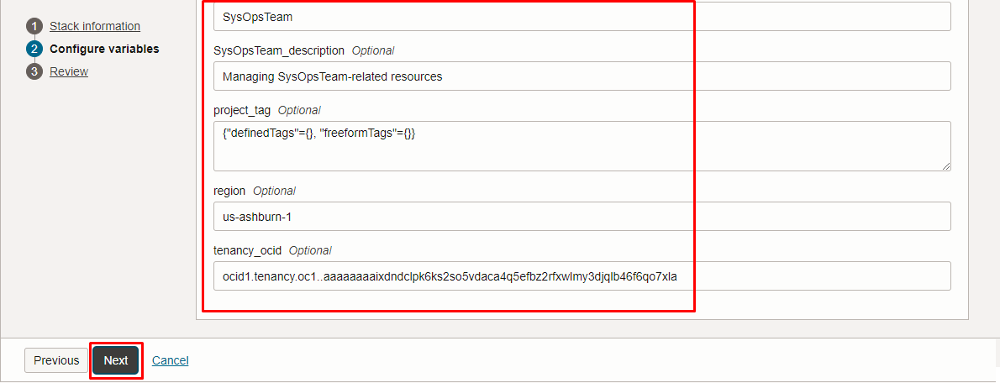 1 Stack information
2 Configure variables
3 Review
SysOpsTeam
SysOpsTeam_description Optional
Managing SysOpsTeam-related resources
project_tag Optional
{"definedTags"={}, "freeformTags"={}}
region Optional
us-ashburn-1
tenancy_ocid Optional
ocid1.tenancy.oc1..aaaaaaaaixdndclpk6ks2so5vdaca4q5efbz2rfxwlmy3djqlb46f6qo7xla
Previous Next Cancel